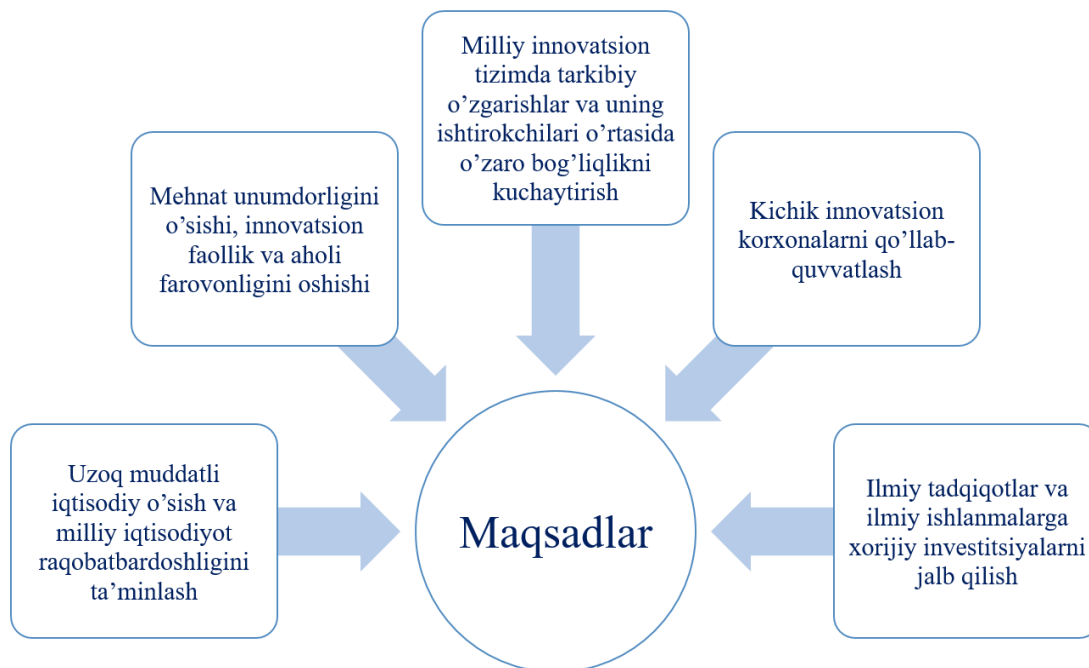 Milliy innovatsion
tizimda tarkibiy
o’zgarishlar va uning
ishtirokchilari o’rtasida
o’zaro bog’liqlikni
kuchaytirish
Mehnat unumdorligini
o’sishi, innovatsion
faollik va aholi
farovonligini oshishi
Kichik innovatsion
korxonalarni qo’llab-
quvvatlash
Uzoq muddatli
iqtisodiy o’sish va
milliy iqtisodiyot
raqobatbardoshligini
ta’minlash
Maqsadlar
Ilmiy tadqiqotlar va
ilmiy ishlanmalarga
xorijiy investitsiyalarni
jalb qilish